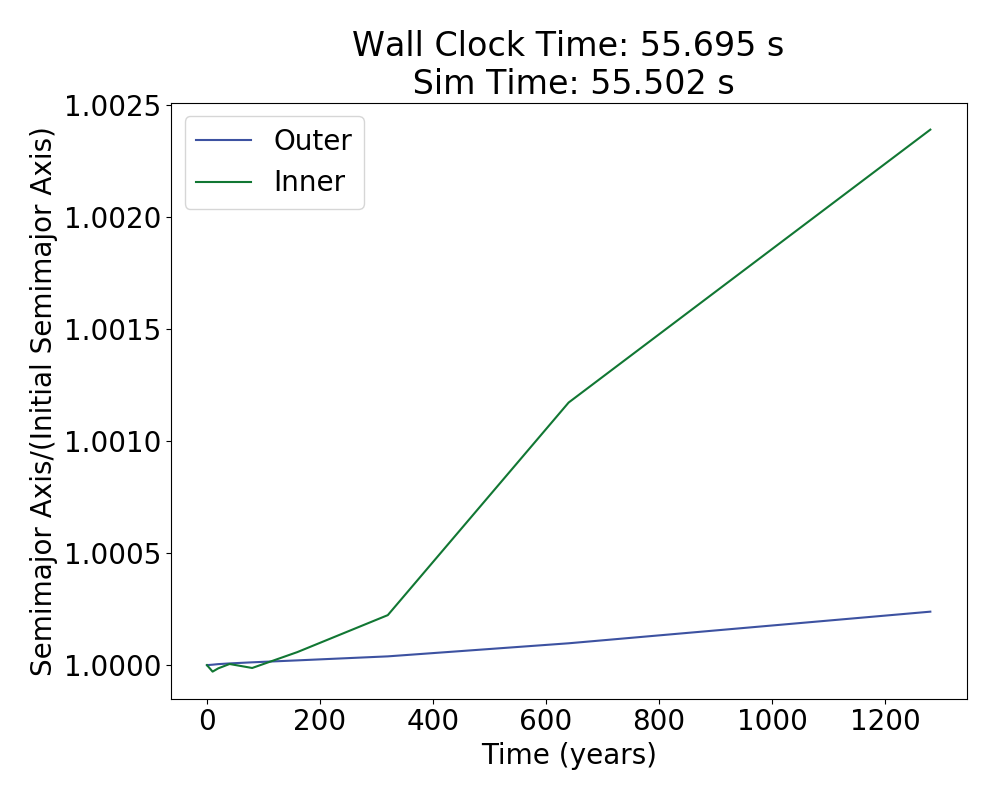 Wall Clock Time: 55.695 s
Sim Time: 55.502 s
Semimajor Axis/(Initial Semimajor Axis)
1.0025
1.0020
1.0015
1.0010
1.0005
1.0000
Outer
Inner
0 200 400 600 800 1000 1200
Time (years)